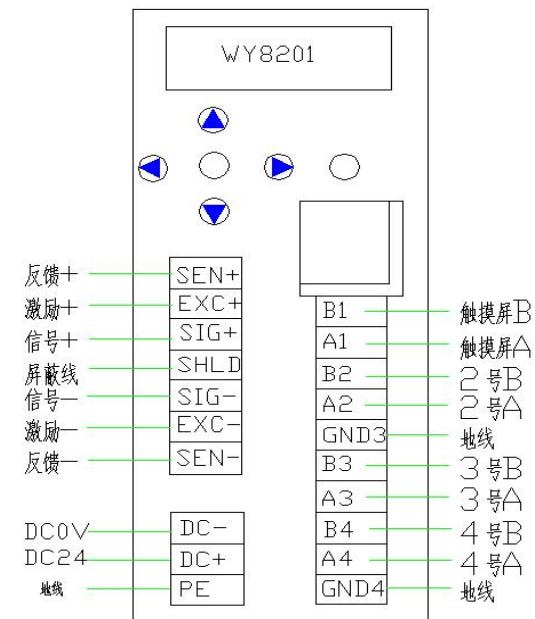 WY8201
反馈+ SEN+
激励+ EXC+
信号+ SIG+
屏蔽线 SHLD
信号- SIG-
激励- EXC-
反馈- SEN-
DC0V DC-
DC24 DC+
地线 PE
B1 触摸屏B
A1 触摸屏A
B2 2号B
A2 2号A
GND3 地线
B3 3号B
A3 3号A
B4 4号B
A4 4号A
GND4 地线